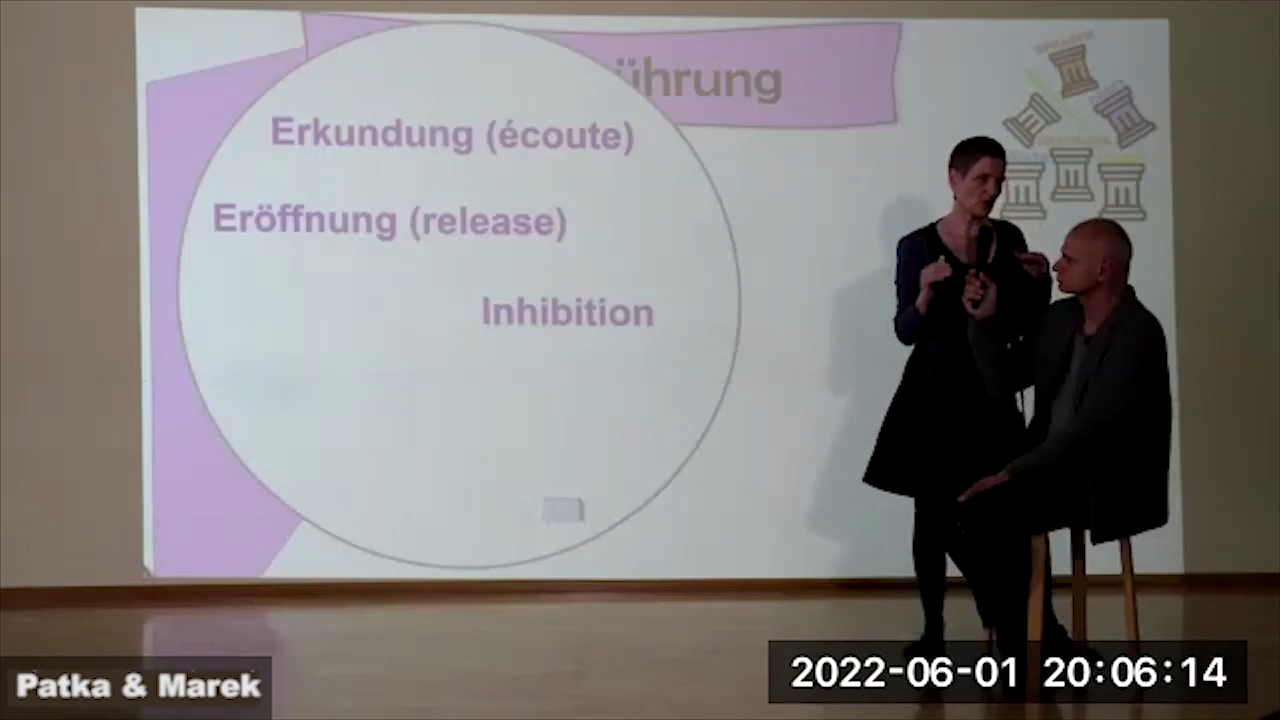 ührung
Erkundung (écoute)
Eröffnung (release)
Inhibition
Patka & Marek
2022-06-01 20:06:14